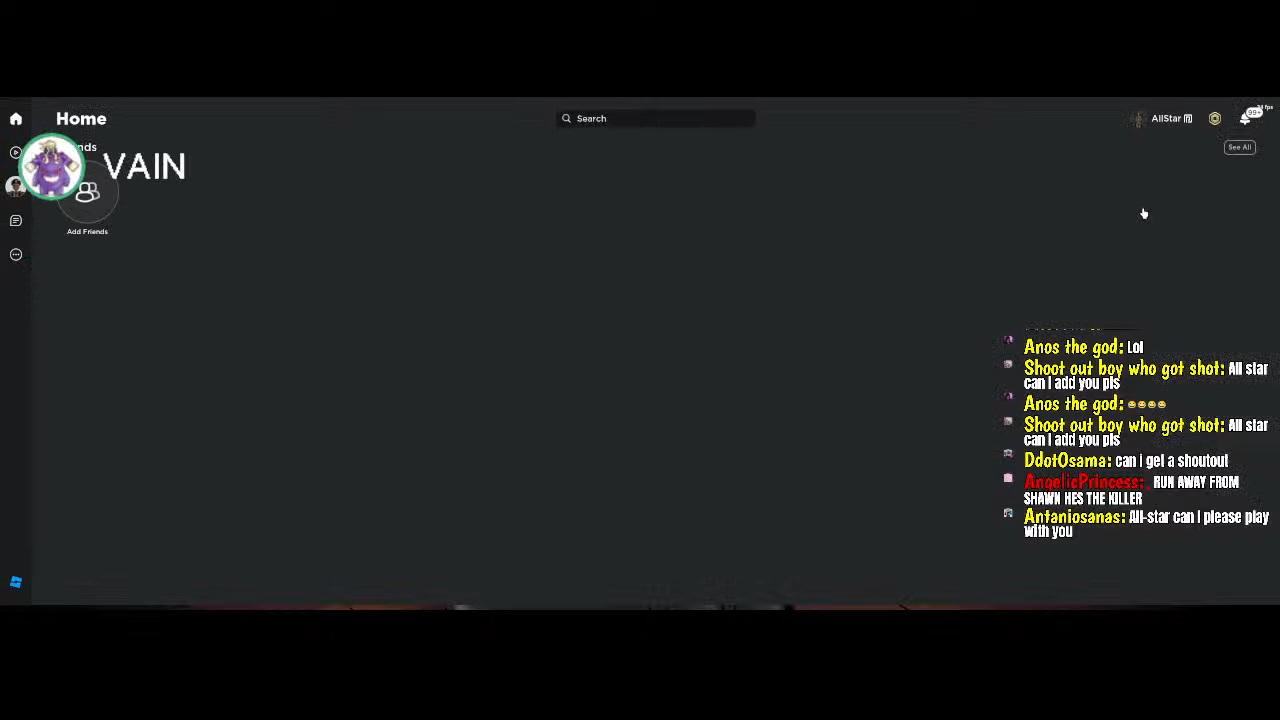 Home
Search
AllStar
99+
fps
nds
See All
VAIN
Add Friends
Anos the god: Lol
Shoot out boy who got shot: All star
can I add you pls
Anos the god: 😂😂😂😂
Shoot out boy who got shot: All star
can I add you pls
DdotOsama: can i get a shoutout
AngelicPrincess: RUN AWAY FROM
SHAWN HES THE KILLER
Antaniosanas: All-star can I please play
with you